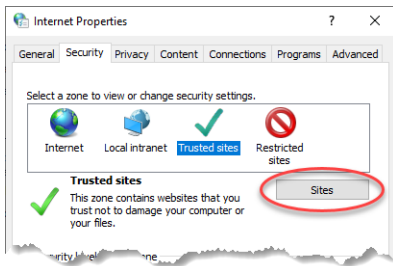 Internet Properties
General Security Privacy Content Connections Programs Advanced
Select a zone to view or change security settings.
Internet Local intranet Trusted sites Restricted sites
Trusted sites
Sites
This zone contains websites that you
trust not to damage your computer or
your files.